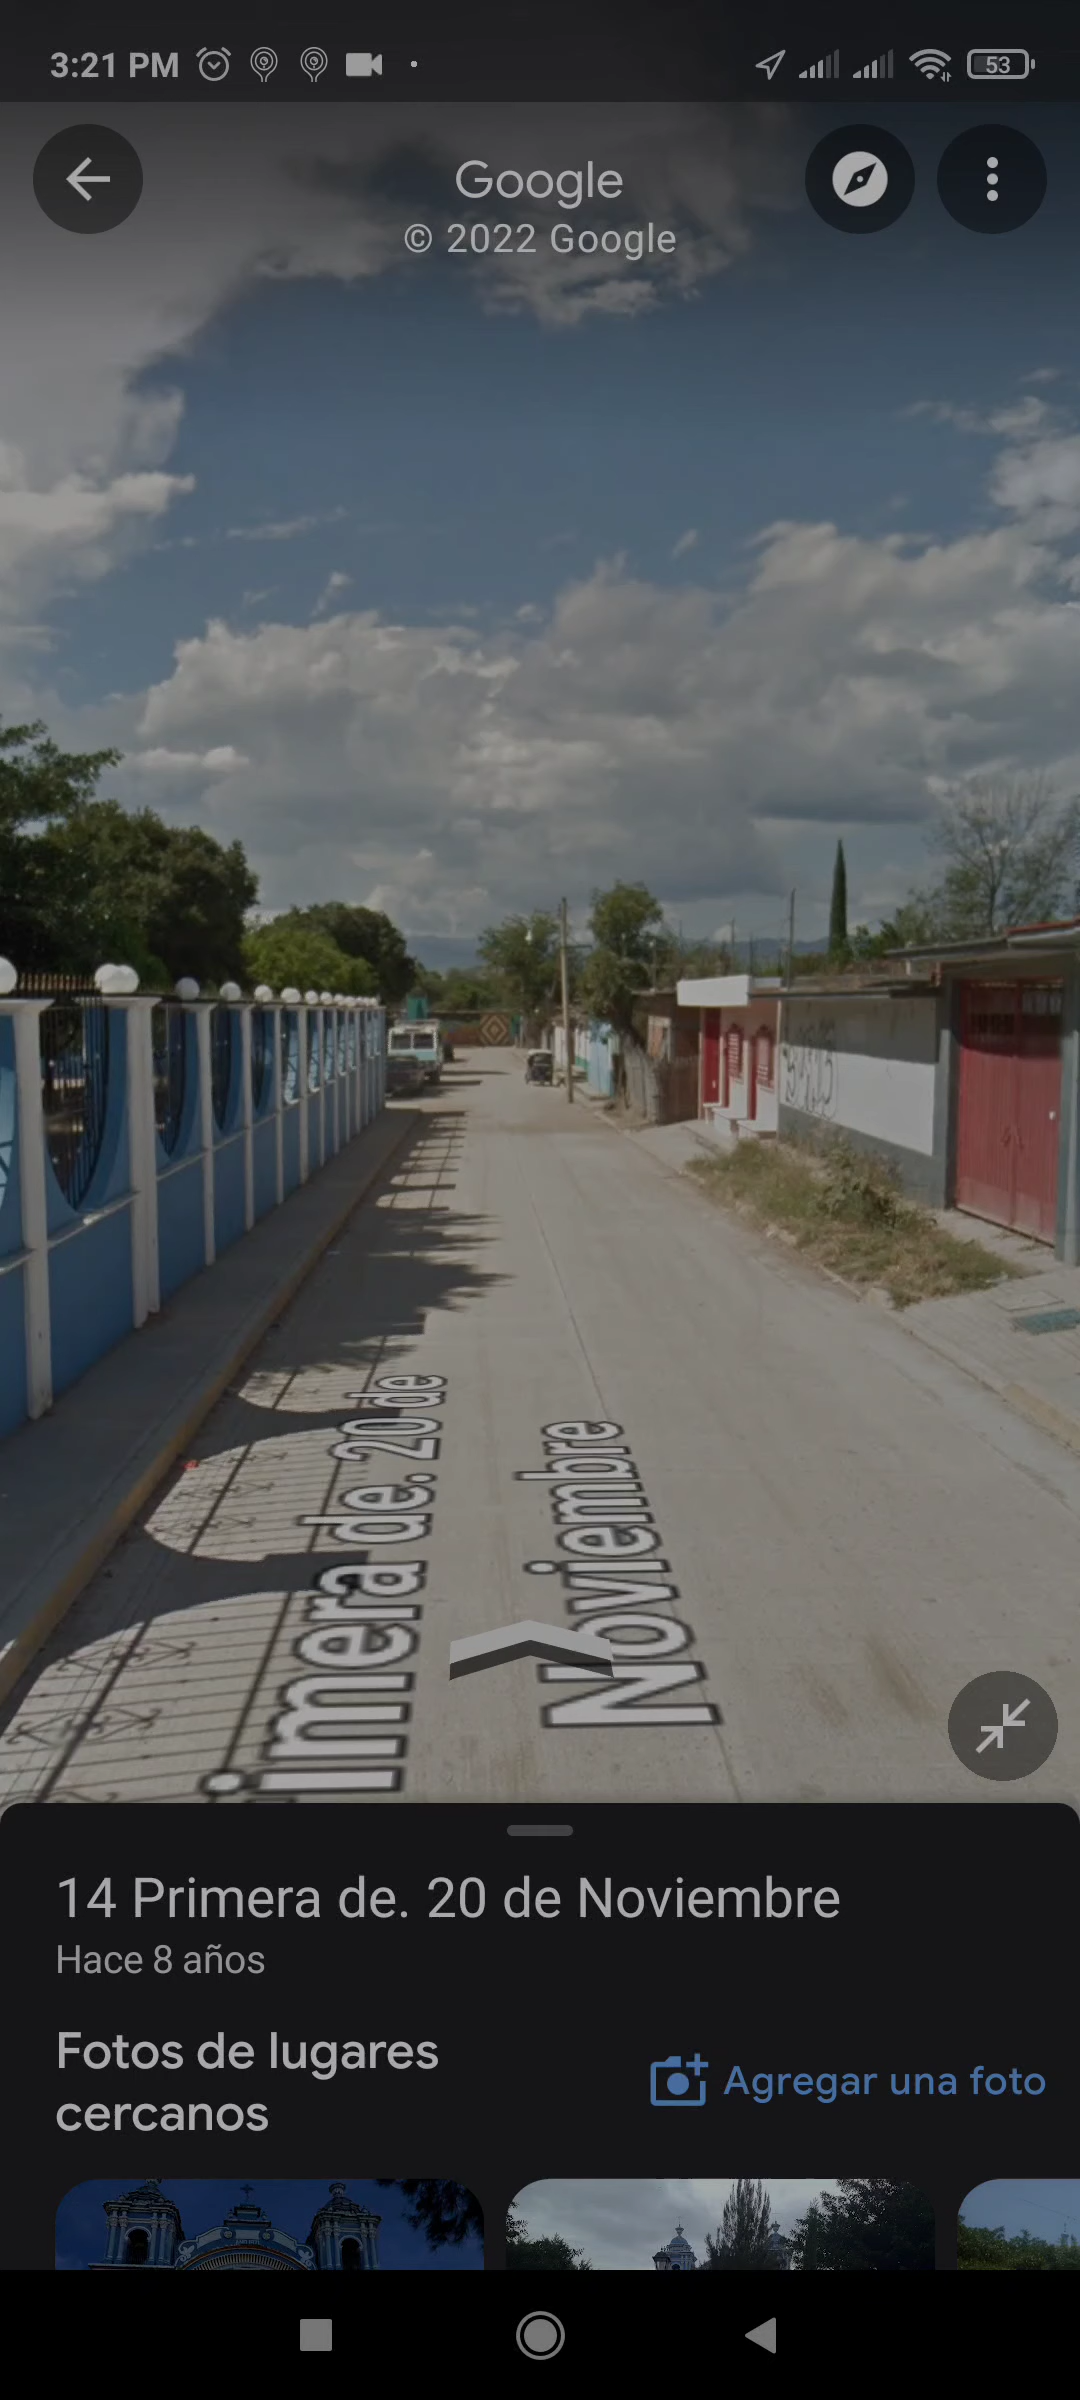 3:21 PM
53
Google
© 2022 Google
imera de. 20 de
Noviembre
14 Primera de. 20 de Noviembre
Hace 8 años
Fotos de lugares
cercanos
Agregar una foto